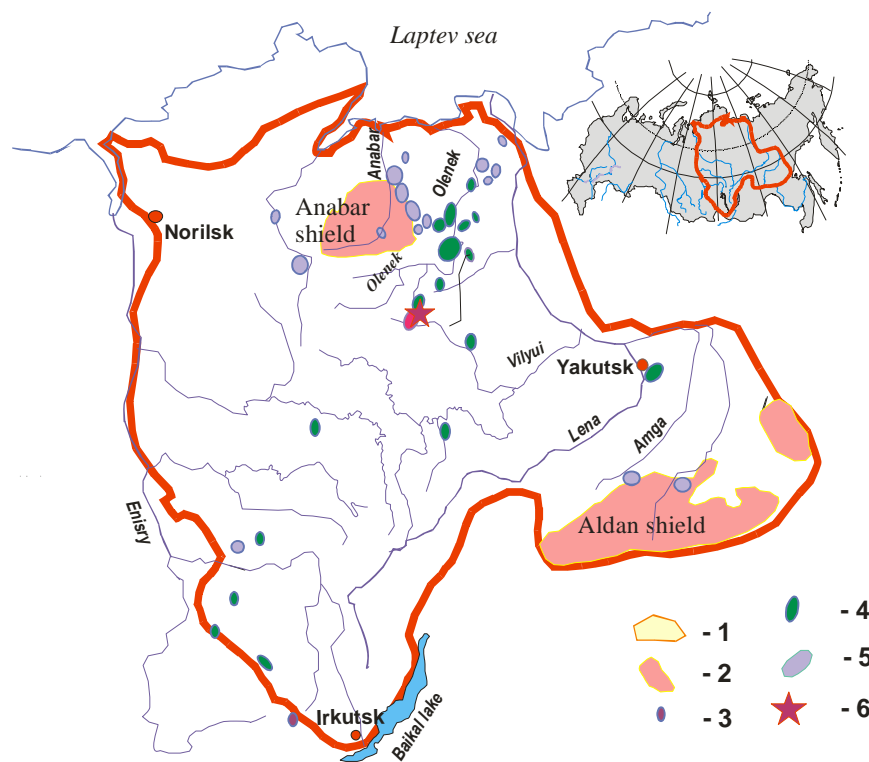 Laptev sea
Anabar
Olenek
Anabar
shield
Norilsk
Olenek
Vilyui
Yakutsk
Lena
Amga
Enisry
Aldan shield
- 1
- 2
- 3
- 4
- 5
- 6
Irkutsk
Baikal lake